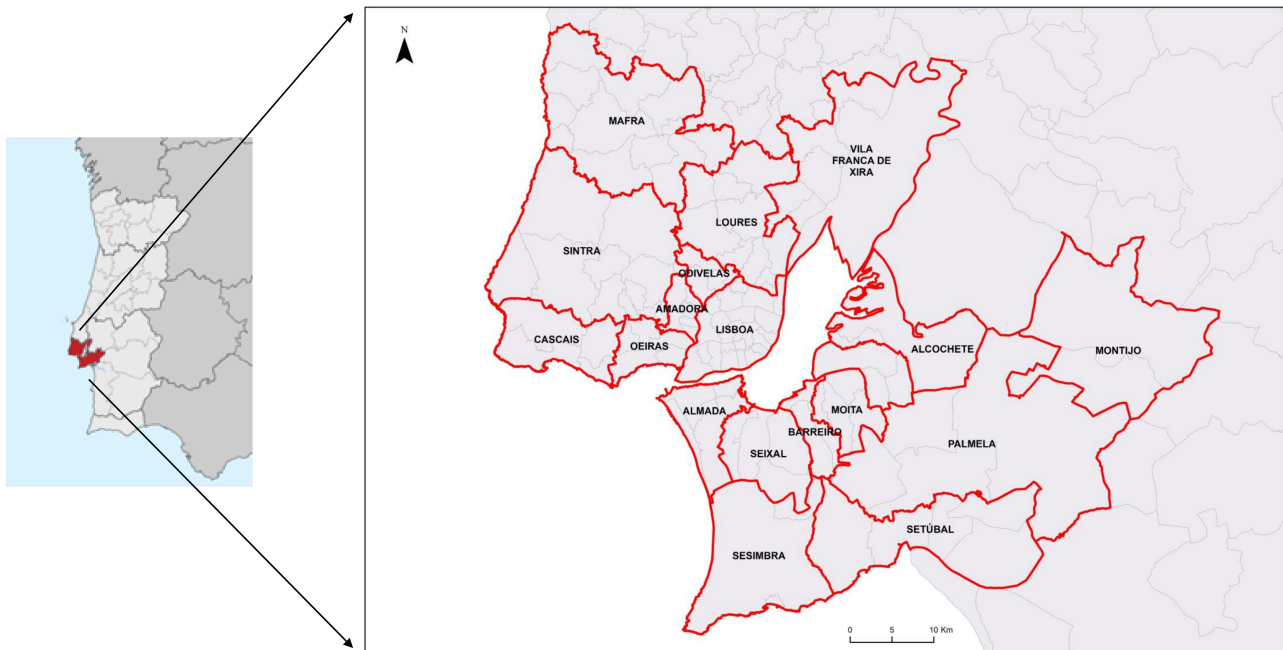 N
MAFRA
VILA
FRANCA DE
XIRA
LOURES
SINTRA
ODIVELAS
AMADORA
LISBOA
CASCAIS
OEIRAS
ALCOCHETE
MONTIJO
ALMADA
MOITA
BARREIRO
SEIXAL
PALMELA
SETÚBAL
SESIMBRA
0 5 10 Km